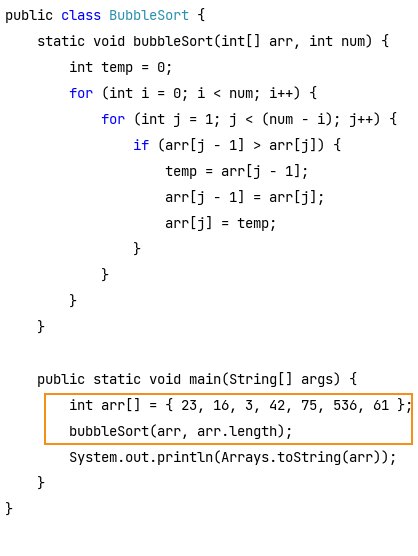 public class BubbleSort {
    static void bubbleSort(int[] arr, int num) {
        int temp = 0;
        for (int i = 0; i < num; i++) {
            for (int j = 1; j < (num - i); j++) {
                if (arr[j - 1] > arr[j]) {
                    temp = arr[j - 1];
                    arr[j - 1] = arr[j];
                    arr[j] = temp;
                }
            }
        }
    }

    public static void main(String[] args) {
        int arr[] = { 23, 16, 3, 42, 75, 536, 61 };
        bubbleSort(arr, arr.length);
        System.out.println(Arrays.toString(arr));
    }
}